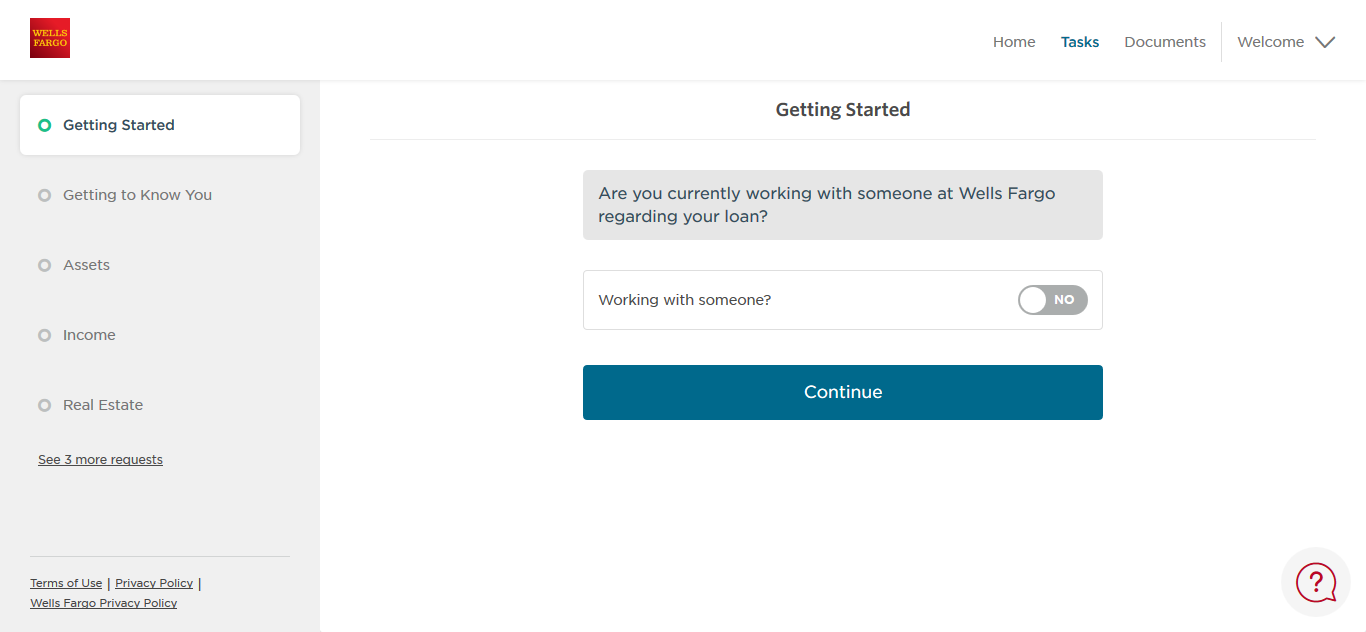 WELLS
FARGO
Home
Tasks
Documents
Welcome
Getting Started
Getting to Know You
Assets
Income
Real Estate
See 3 more requests
Terms of Use | Privacy Policy |
Wells Fargo Privacy Policy
Getting Started
Are you currently working with someone at Wells Fargo
regarding your loan?
Working with someone?
NO
Continue
?